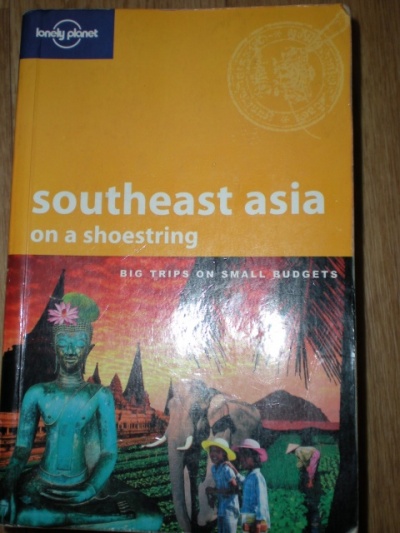 lonely planet
southeast asia
on a shoestring
BIG TRIPS ON SMALL BUDGETS